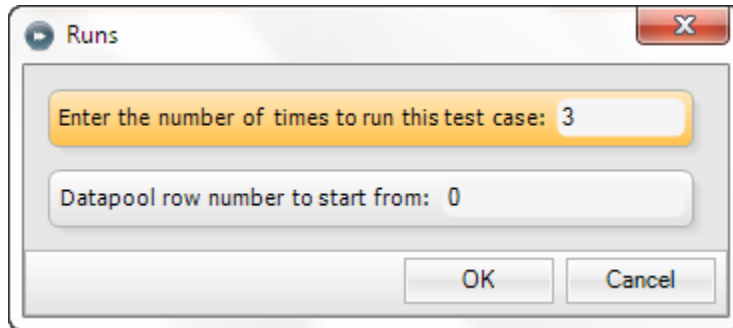 Runs
Enter the number of times to run this test case: 3
Datapool row number to start from: 0
OK Cancel